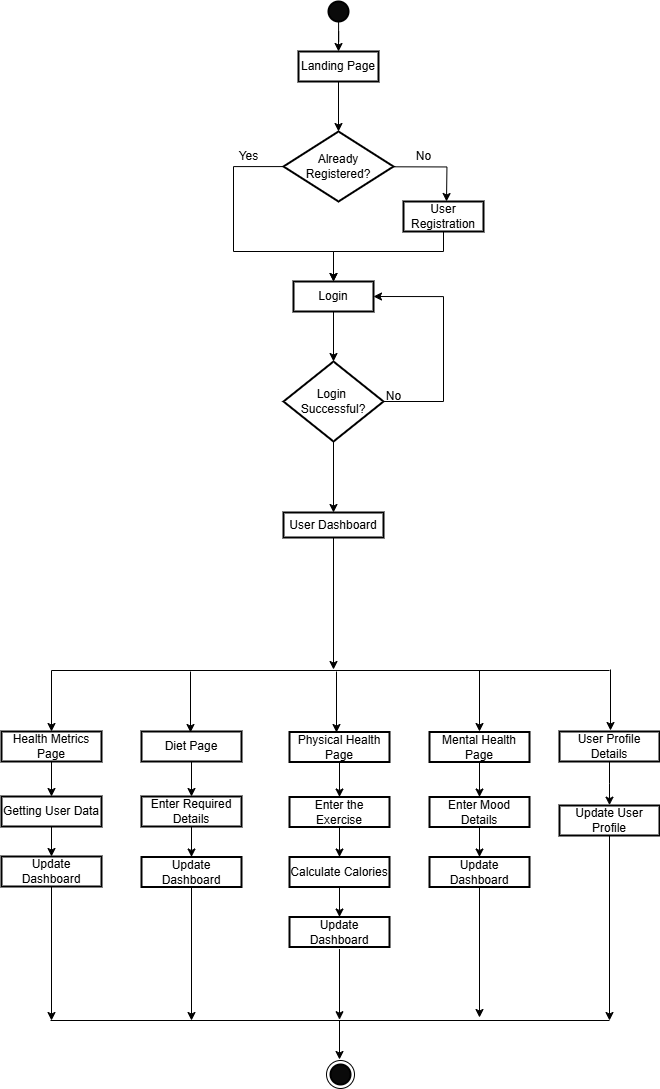 Landing Page
Already
Registered?
Yes
No
User
Registration
Login
Login
Successful?
No
User Dashboard
Health Metrics
Page
Diet Page
Physical Health
Page
Mental Health
Page
User Profile
Details
Getting User Data
Enter Required
Details
Enter the
Exercise
Enter Mood
Details
Update User
Profile
Update
Dashboard
Update
Dashboard
Calculate Calories
Update
Dashboard
Update
Dashboard